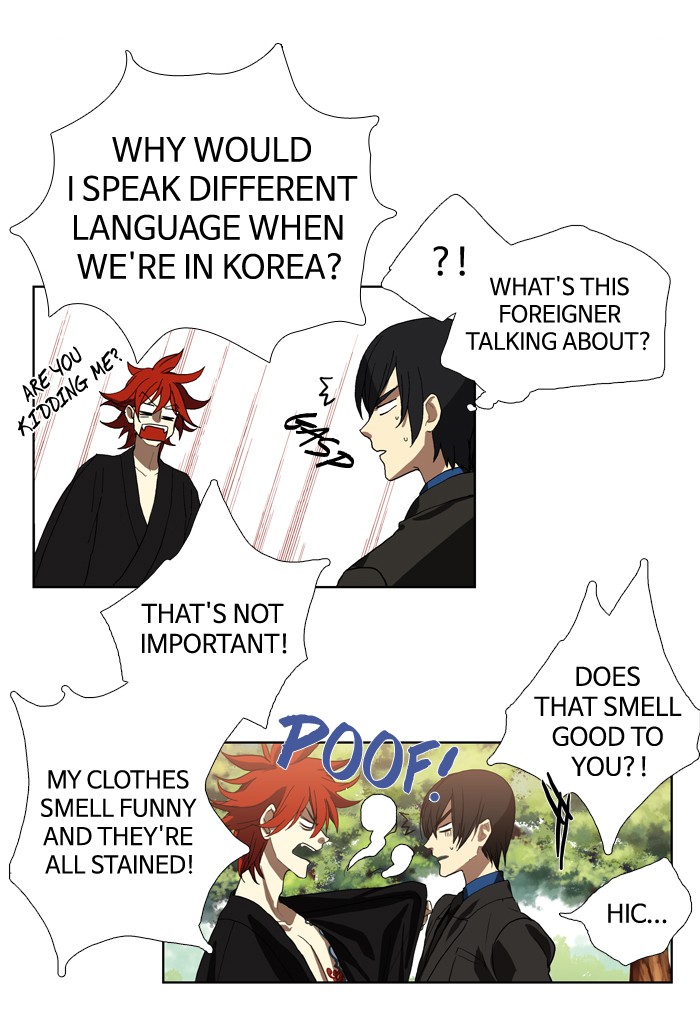 WHY WOULD
I SPEAK DIFFERENT
LANGUAGE WHEN
WE'RE IN KOREA?
?!
WHAT'S THIS
FOREIGNER
TALKING ABOUT?
ARE YOU
KIDDING ME?
GASP
THAT'S NOT
IMPORTANT!
MY CLOTHES
SMELL FUNNY
AND THEY'RE
ALL STAINED!
POOF!
DOES
THAT SMELL
GOOD TO
YOU?!
HIC...